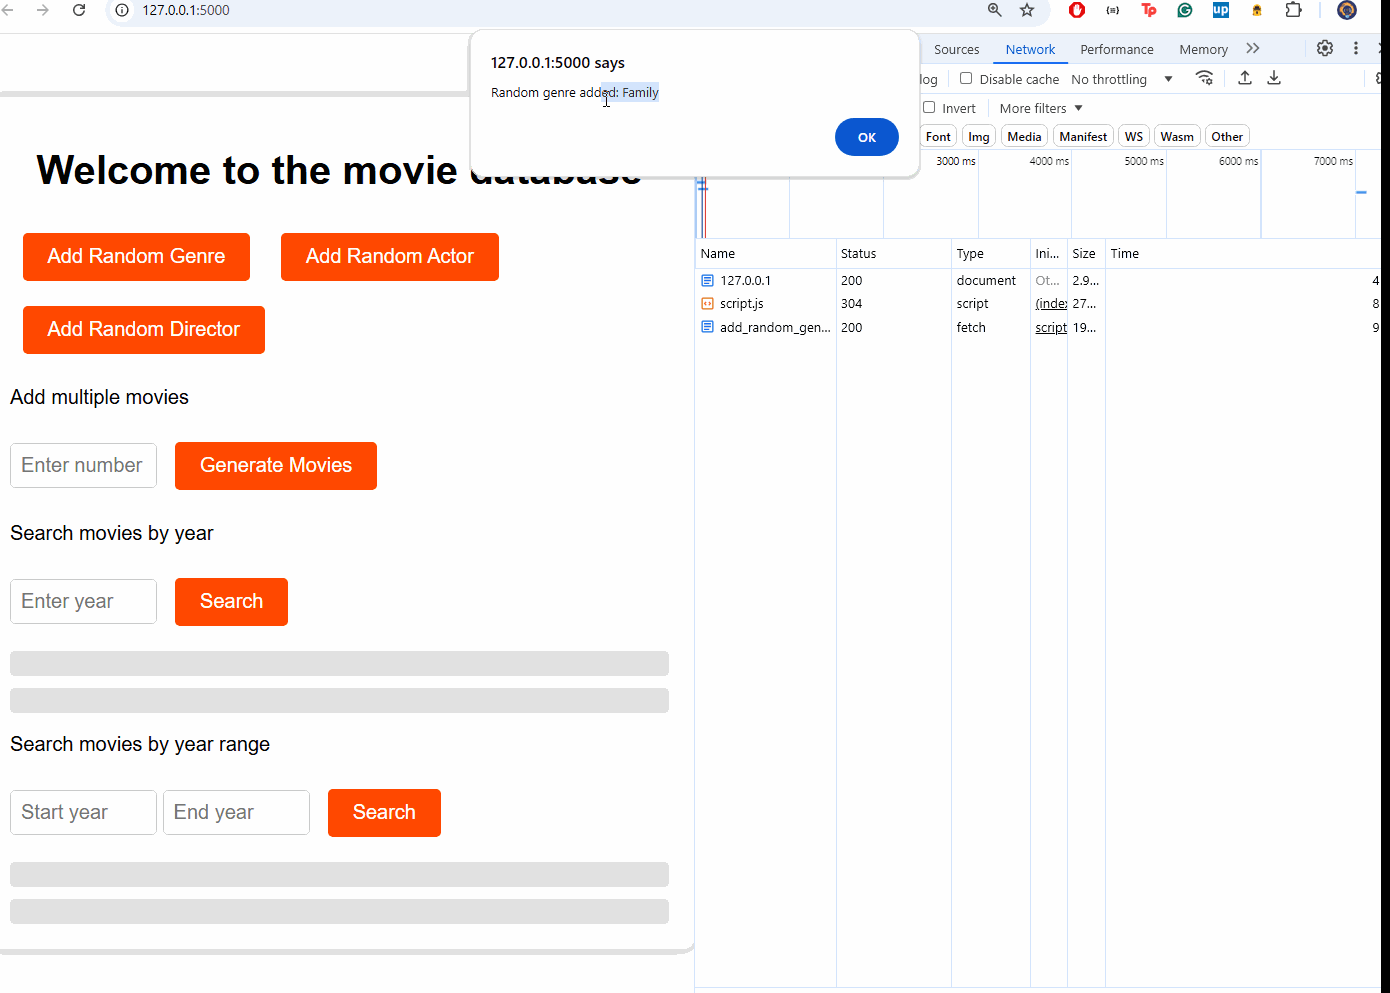 127.0.0.1:5000
Tp
up
127.0.0.1:5000 says
Random genre added: Family
OK
Sources Network Performance Memory
log Disable cache No throttling
Invert More filters
Font Img Media Manifest WS Wasm Other
3000 ms 4000 ms 5000 ms 6000 ms 7000 ms
Welcome to the movie database
Add Random Genre Add Random Actor
Add Random Director
Add multiple movies
Enter number Generate Movies
Search movies by year
Enter year Search
Search movies by year range
Start year End year Search
Name Status Type Ini... Size Time
127.0.0.1 200 document Ot... 2.9... 4
script.js 304 script (index 27... 8
add_random_gen... 200 fetch script 19... 9